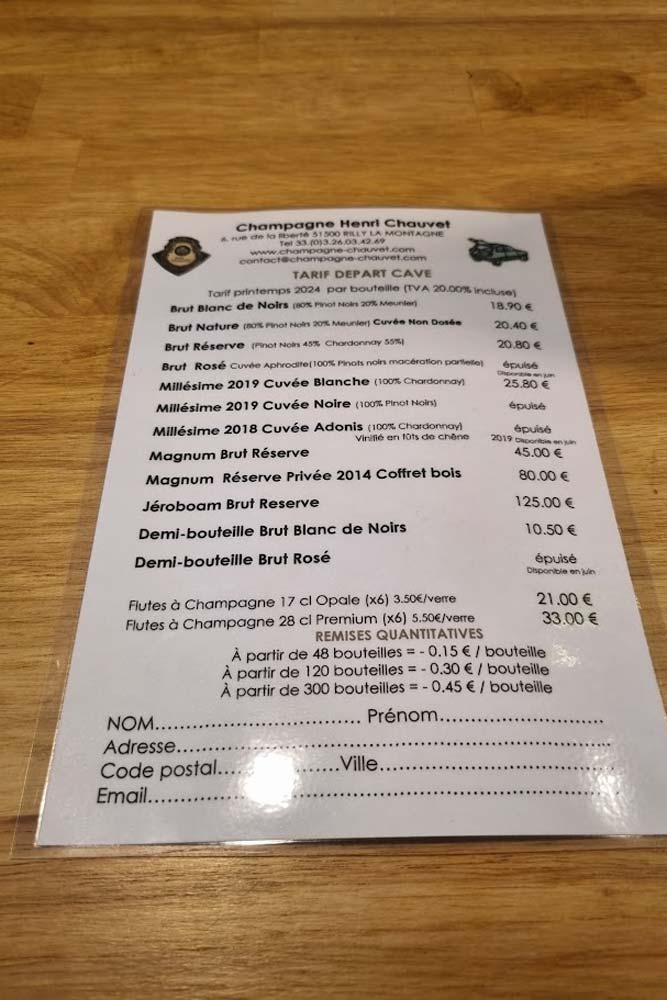 Champagne Henri Chauvet
6, rue de la liberté 51500 RILLY LA MONTAGNE
Tel 33.(0)3.26.03.42.69
www.champagne-chauvet.com
contact@champagne-chauvet.com
TARIF DEPART CAVE
Tarif printemps 2024 par bouteille (TVA 20.00% incluse)
Brut Blanc de Noirs (80% Pinot Noirs 20% Meunier) 18.90 €
Brut Nature (80% Pinot Noirs 20% Meunier) Cuvée Non Dosée 20.40 €
Brut Réserve (Pinot Noirs 45% Chardonnay 55%) 20.80 €
Brut Rosé Cuvée Aphrodite(100% Pinots noirs macération partielle) épuisé
Disponible en juin
Millésime 2019 Cuvée Blanche (100% Chardonnay) 25.80 €
Millésime 2019 Cuvée Noire (100% Pinot Noirs) épuisé
Millésime 2018 Cuvée Adonis (100% Chardonnay) épuisé
Vinifié en fûts de chêne 2019 Disponible en juin
Magnum Brut Réserve 45.00 €
Magnum Réserve Privée 2014 Coffret bois 80.00 €
Jéroboam Brut Reserve 125.00 €
Demi-bouteille Brut Blanc de Noirs 10.50 €
Demi-bouteille Brut Rosé épuisé
Disponible en juin
Flutes à Champagne 17 cl Opale (x6) 3.50€/verre 21.00 €
Flutes à Champagne 28 cl Premium (x6) 5.50€/verre 33.00 €
REMISES QUANTITATIVES
À partir de 48 bouteilles = - 0.15 € / bouteille
À partir de 120 bouteilles = - 0.30 € / bouteille
À partir de 300 bouteilles = - 0.45 € / bouteille
NOM.................................. Prénom...........................
Adresse.......................................................................
Code postal....................Ville......................................
Email.............................................................................